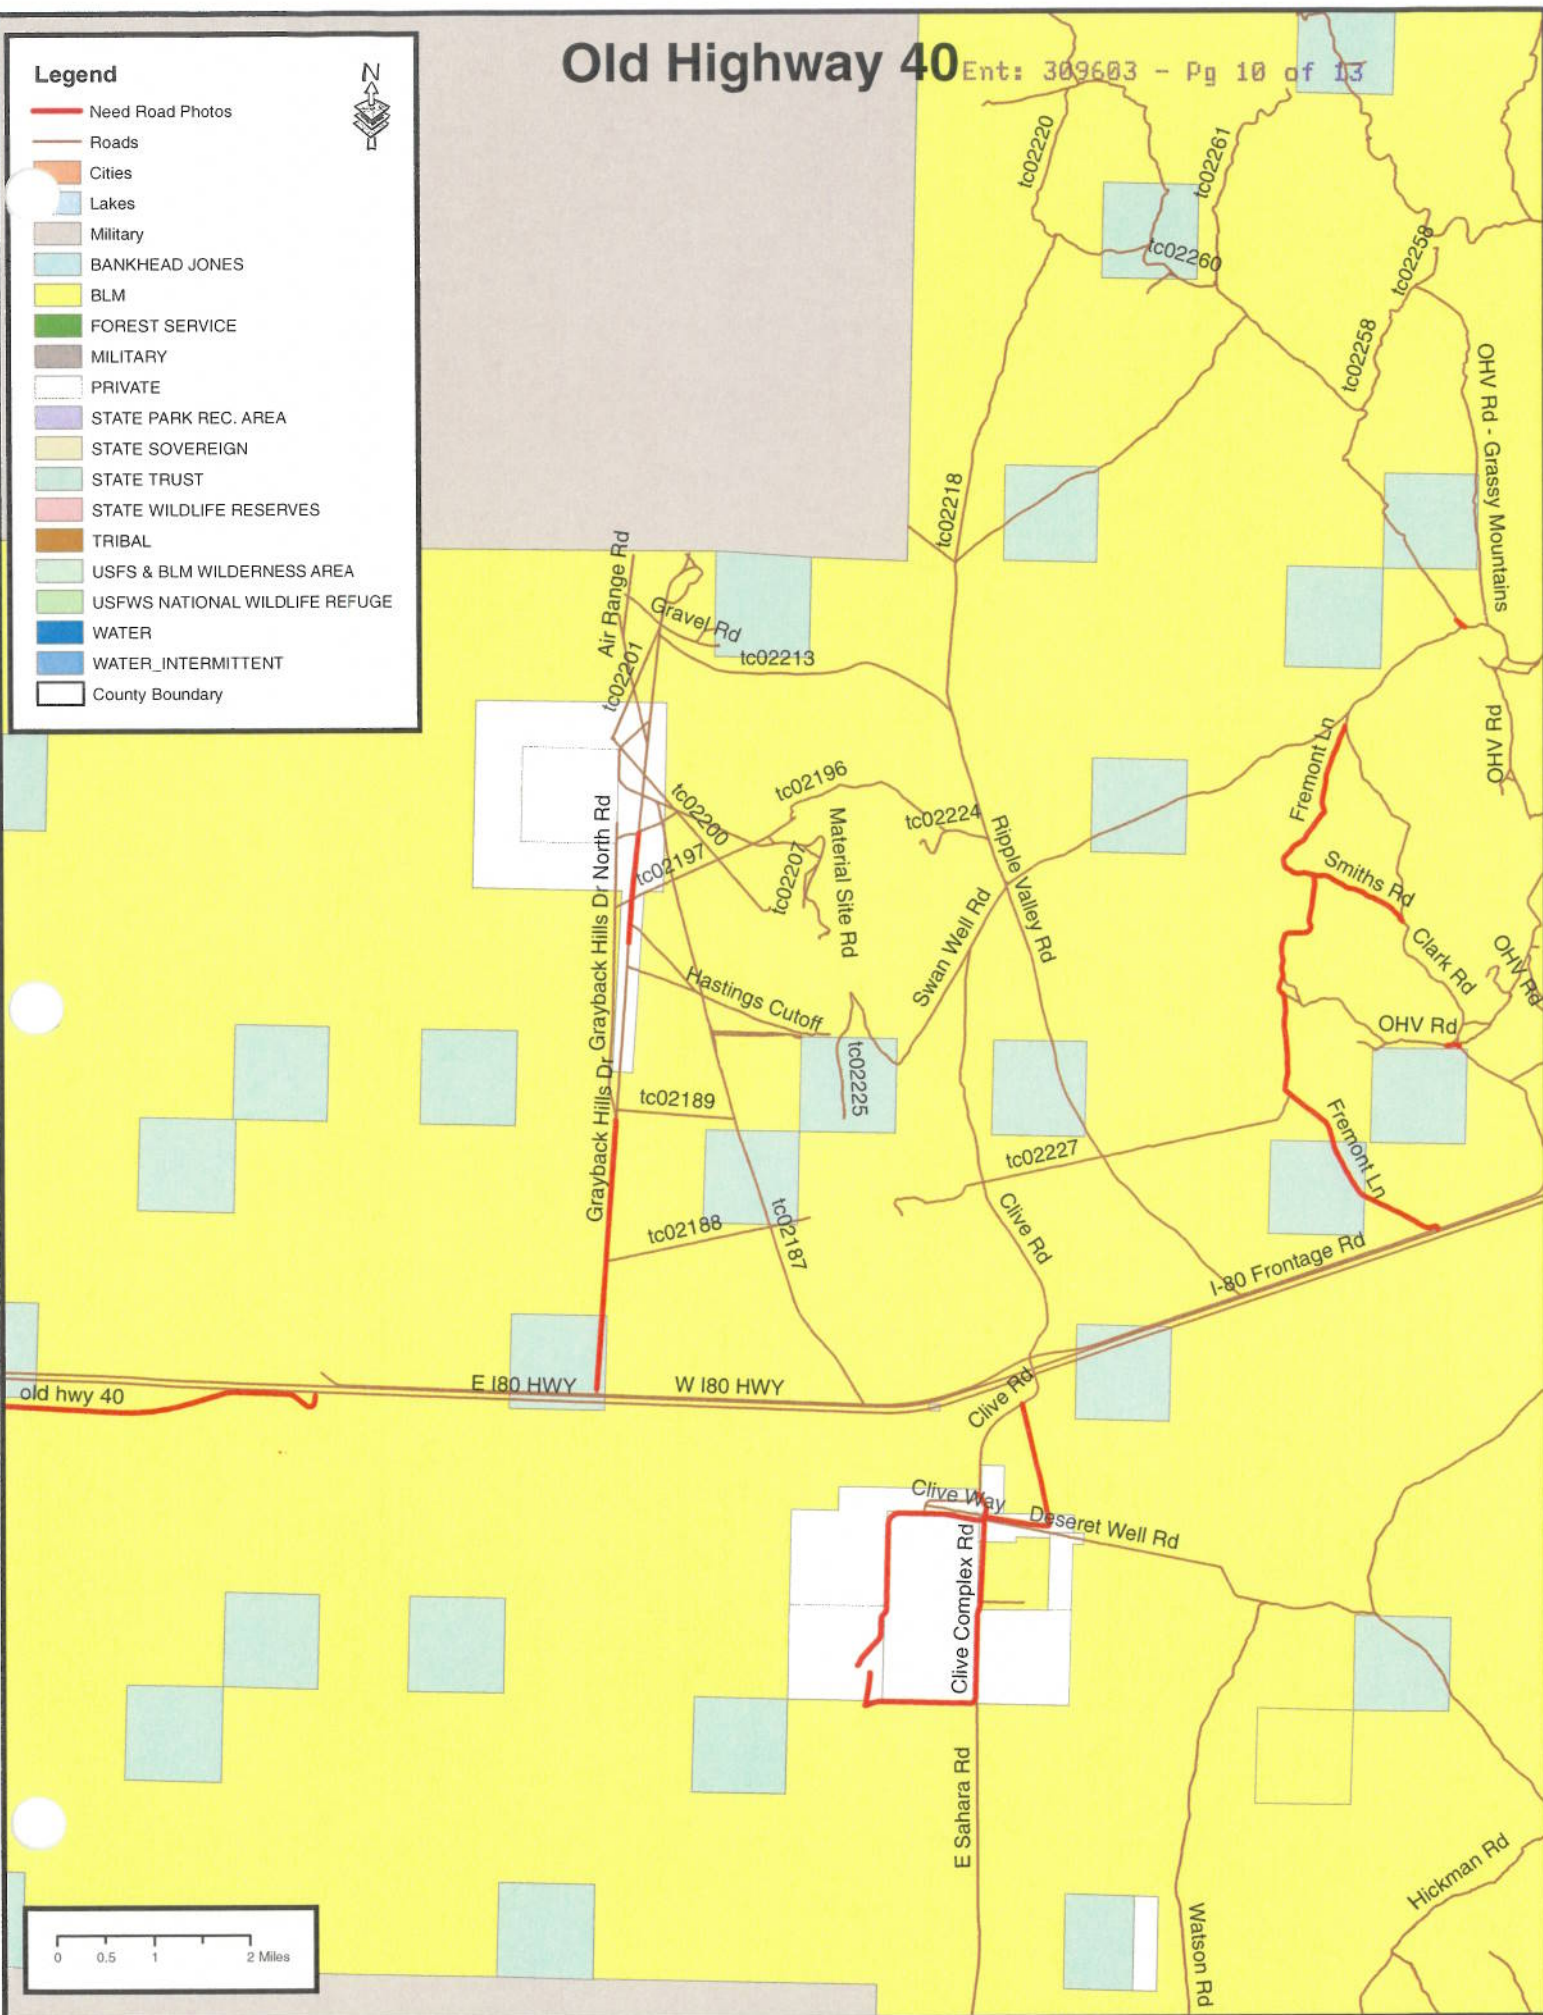 Old Highway 40
Ent: 309603 - Pg 10 of 13
Legend
N
Need Road Photos
Roads
Cities
Lakes
Military
BANKHEAD JONES
BLM
FOREST SERVICE
MILITARY
PRIVATE
STATE PARK REC. AREA
STATE SOVEREIGN
STATE TRUST
STATE WILDLIFE RESERVES
TRIBAL
USFS & BLM WILDERNESS AREA
USFWS NATIONAL WILDLIFE REFUGE
WATER
WATER_INTERMITTENT
County Boundary
tc02220
tc02261
tc02260
tc02258
tc02258
OHV Rd - Grassy Mountains
tc02218
Air Range Rd
Gravel Rd
tc02201
tc02213
OHV Rd
Fremont Ln
tc02196
tc02200
tc02224
Material Site Rd
Ripple Valley Rd
Grayback Hills Dr North Rd
tc02197
tc02207
Smiths Rd
Swan Well Rd
Clark Rd
OHV Rd
Hastings Cutoff
Grayback Hills Dr
OHV Rd
tc02225
tc02189
Fremont Ln
tc02227
Grayback Hills Dr
tc02188
tc02187
Clive Rd
I-80 Frontage Rd
old hwy 40
E I80 HWY
W I80 HWY
Clive Rd
Clive Way
Deseret Well Rd
Clive Complex Rd
E Sahara Rd
Hickman Rd
Watson Rd
0 0.5 1 2 Miles